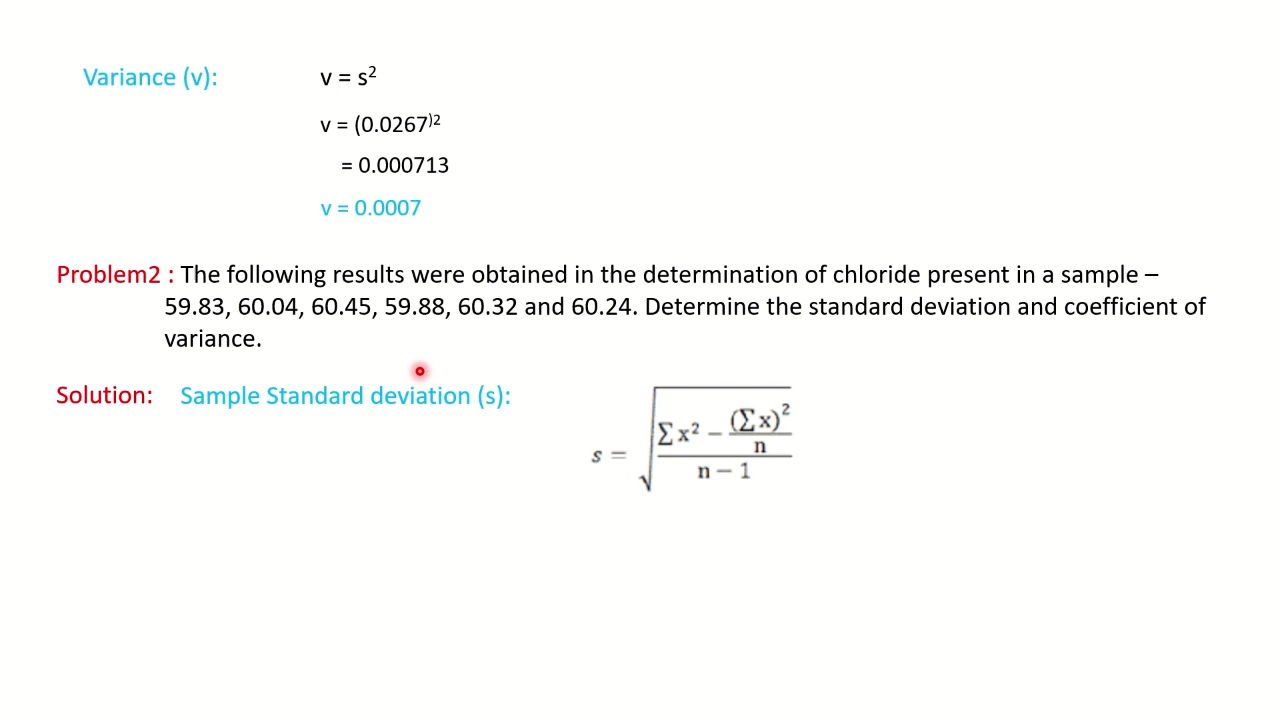 Variance (v): v = s²
v = (0.0267⁾²
= 0.000713
v = 0.0007
Problem2 : The following results were obtained in the determination of chloride present in a sample –
59.83, 60.04, 60.45, 59.88, 60.32 and 60.24. Determine the standard deviation and coefficient of
variance.
Solution: Sample Standard deviation (s):
s = √((∑x² − (∑x)²/n)/(n − 1))